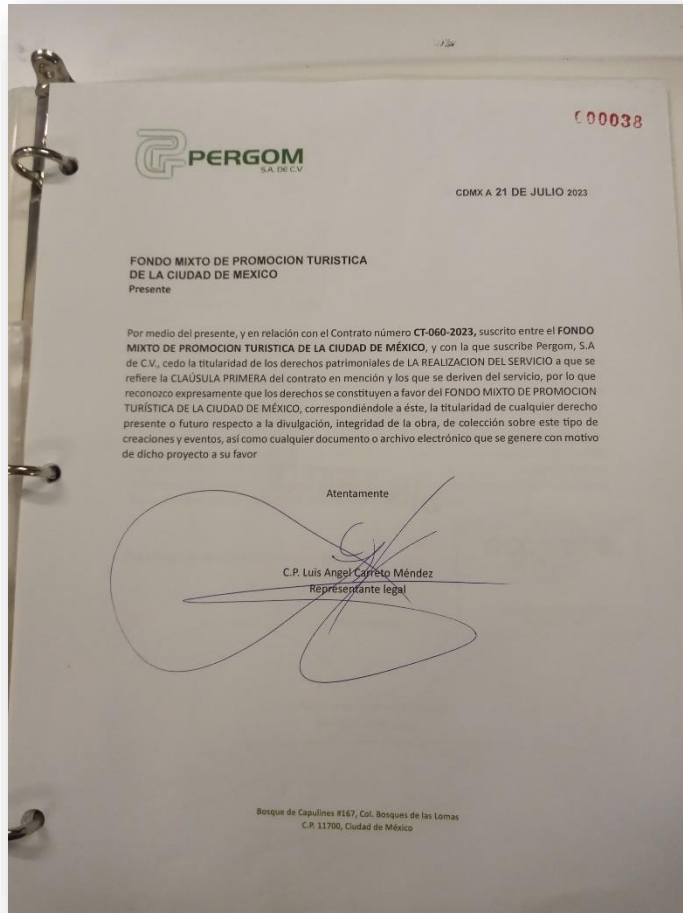 000038
PERGOM
S.A. DE C.V
CDMX A 21 DE JULIO 2023
FONDO MIXTO DE PROMOCION TURISTICA
DE LA CIUDAD DE MEXICO
Presente
Por medio del presente, y en relación con el Contrato número CT-060-2023, suscrito entre el FONDO
MIXTO DE PROMOCION TURISTICA DE LA CIUDAD DE MÉXICO, y con la que suscribe Pergom, S.A
de C.V., cedo la titularidad de los derechos patrimoniales de LA REALIZACION DEL SERVICIO a que se
refiere la CLAÚSULA PRIMERA del contrato en mención y los que se deriven del servicio, por lo que
reconozco expresamente que los derechos se constituyen a favor del FONDO MIXTO DE PROMOCION
TURÍSTICA DE LA CIUDAD DE MÉXICO, correspondiéndole a éste, la titularidad de cualquier derecho
presente o futuro respecto a la divulgación, integridad de la obra, de colección sobre este tipo de
creaciones y eventos, así como cualquier documento o archivo electrónico que se genere con motivo
de dicho proyecto a su favor
Atentamente
C.P. Luis Angel Carreto Méndez
Representante legal
Bosque de Capulines #167, Col. Bosques de las Lomas
C.P. 11700, Ciudad de México